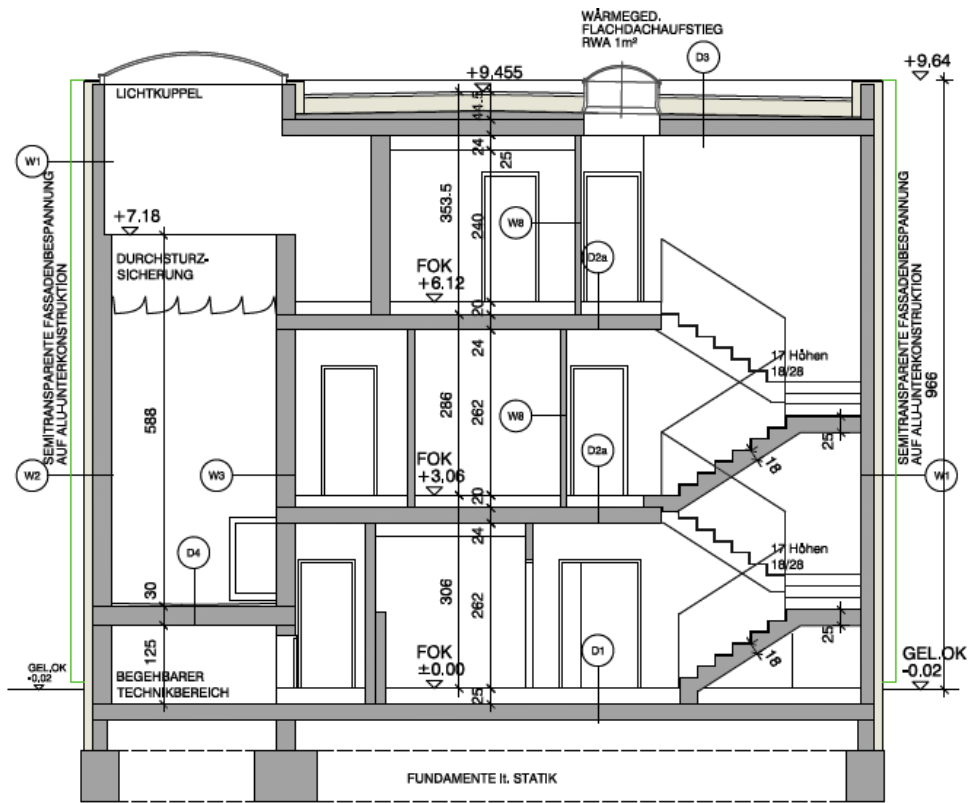 WÄRMEGED.
FLACHDACHAUFSTIEG
RWA 1m²
D3
+9,64
+9,455
LICHTKUPPEL
44.5
24
25
W1
SEMITRANSPARENTE FASSADENBESPANNUNG
AUF ALU-UNTERKONSTRUKTION
+7.18
DURCHSTURZ-
SICHERUNG
353.5
240
W8
D2a
FOK
+6.12
20
24
17 Höhen
18/28
588
286
262
W8
D2a
25
18
SEMITRANSPARENTE FASSADENBESPANNUNG
AUF ALU-UNTERKONSTRUKTION
966
W2
W3
FOK
+3,06
W1
20
24
D4
17 Höhen
18/28
30
306
262
125
25
18
D1
GEL.OK
-0,02
BEGEHBARER
TECHNIKBEREICH
FOK
±0.00
25
GEL.OK
-0.02
FUNDAMENTE lt. STATIK